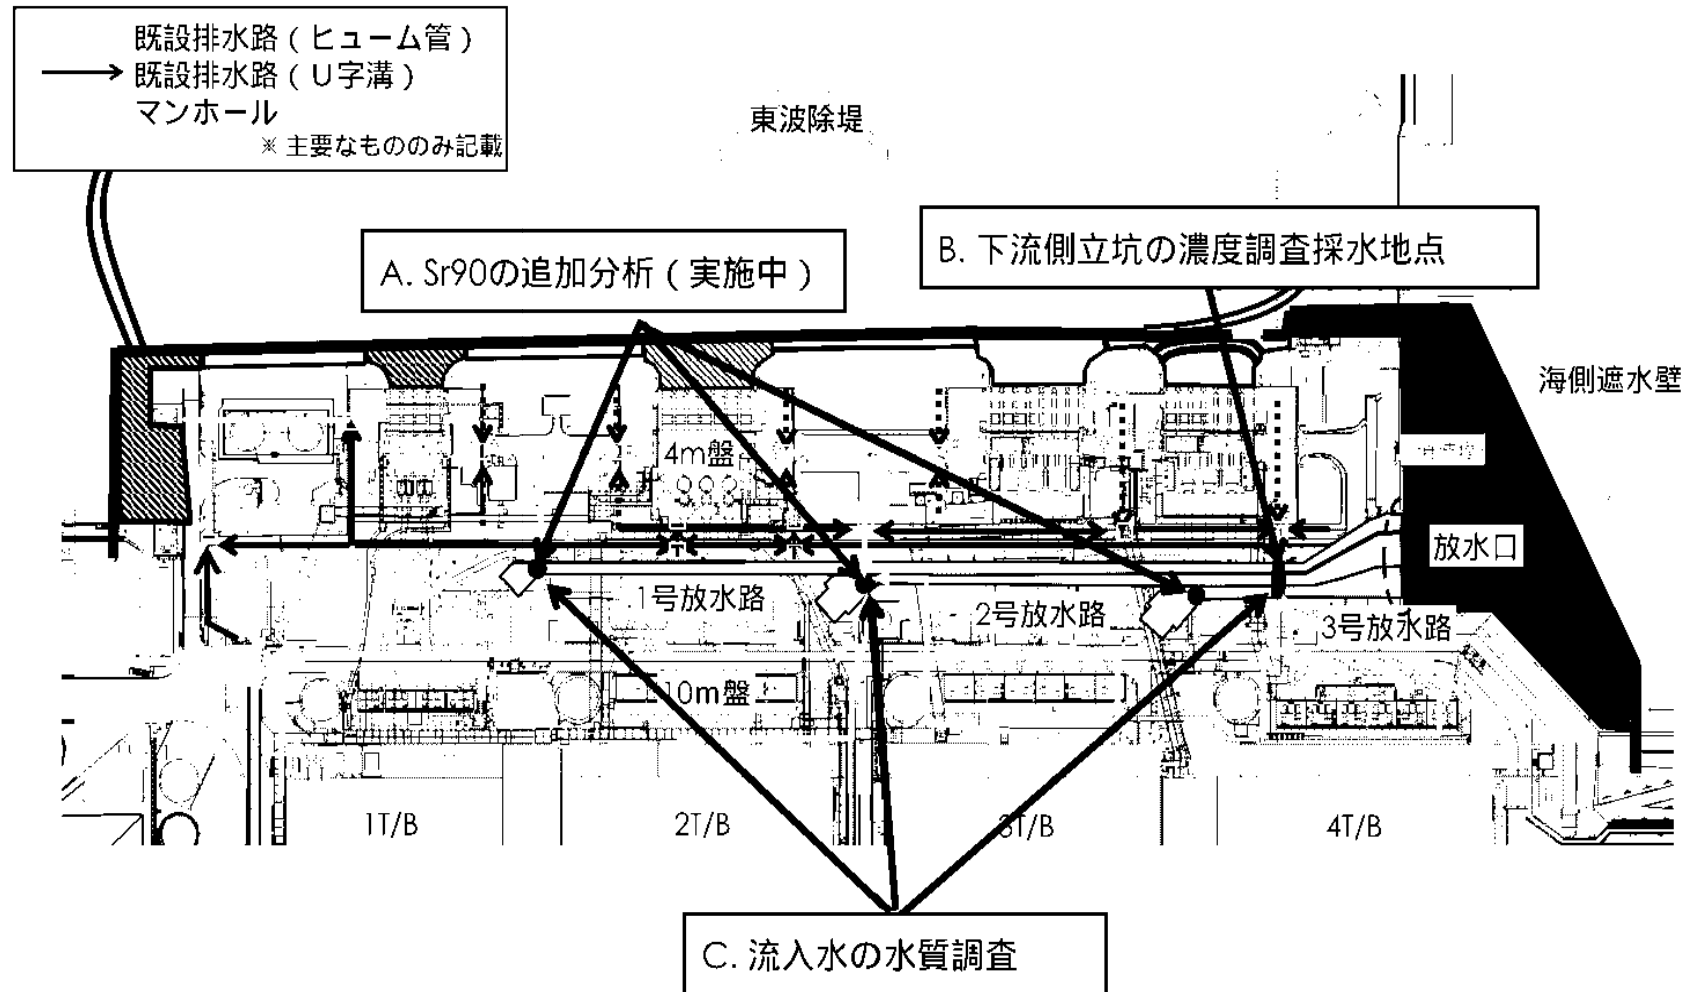 既設排水路(ヒューム管)
既設排水路(U字溝)
マンホール
※ 主要なもののみ記載
東波除堤
B. 下流側立坑の濃度調査採水地点
A. Sr90の追加分析(実施中)
海側遮水壁
4m盤
放水口
1号放水路
2号放水路
3号放水路
10m盤
1T/B
2T/B
3T/B
4T/B
C. 流入水の水質調査